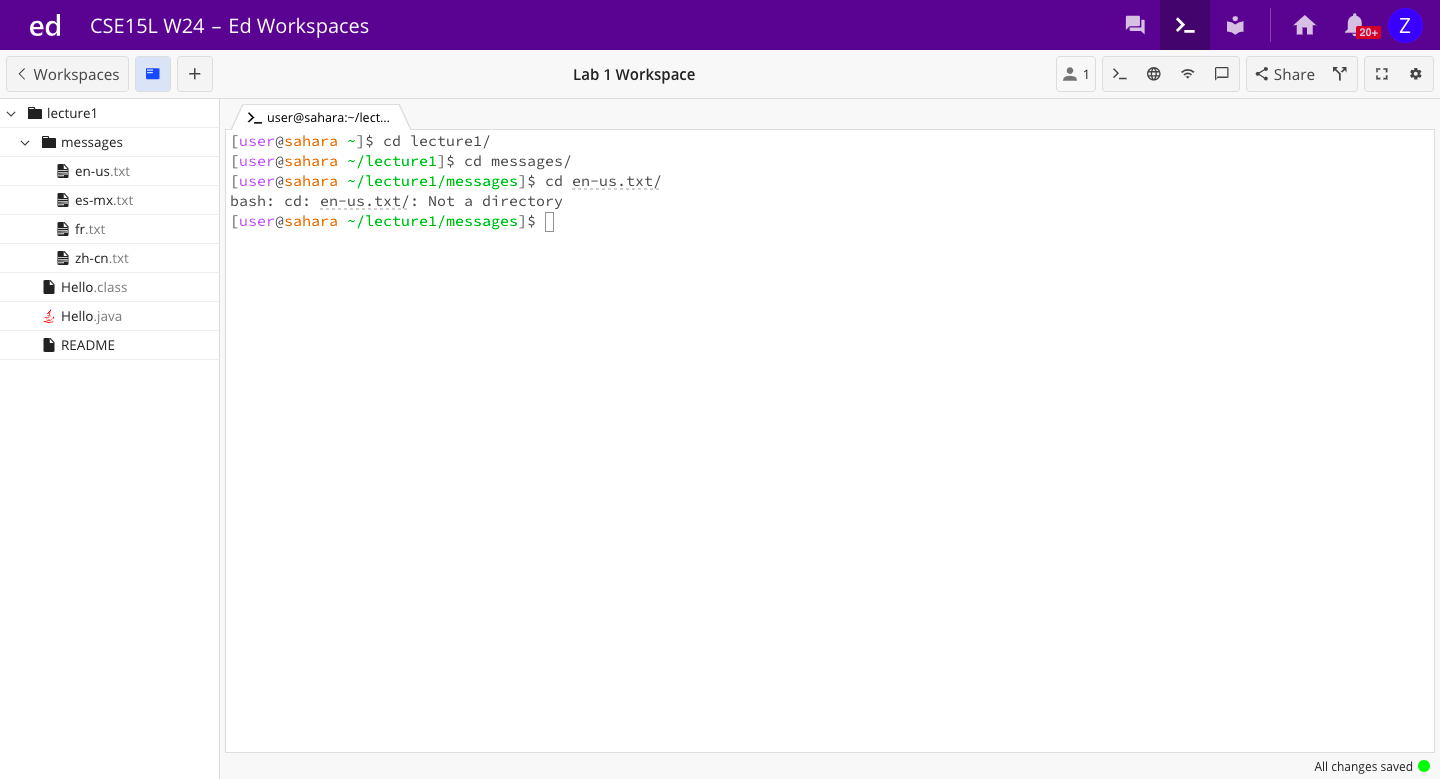 ed CSE15L W24 – Ed Workspaces 20+ Z
Workspaces Lab 1 Workspace 1 Share
lecture1
messages
en-us.txt
es-mx.txt
fr.txt
zh-cn.txt
Hello.class
Hello.java
README
user@sahara:~/lect...
[user@sahara ~]$ cd lecture1/
[user@sahara ~/lecture1]$ cd messages/
[user@sahara ~/lecture1/messages]$ cd en-us.txt/
bash: cd: en-us.txt/: Not a directory
[user@sahara ~/lecture1/messages]$
All changes saved